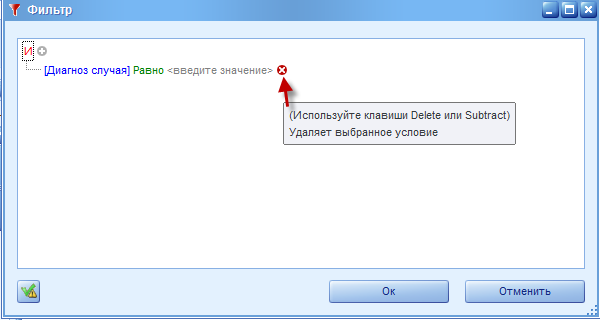 Фильтр
И
[Диагноз случая] Равно <введите значение>
(Используйте клавиши Delete или Subtract)
Удаляет выбранное условие
Ок
Отменить